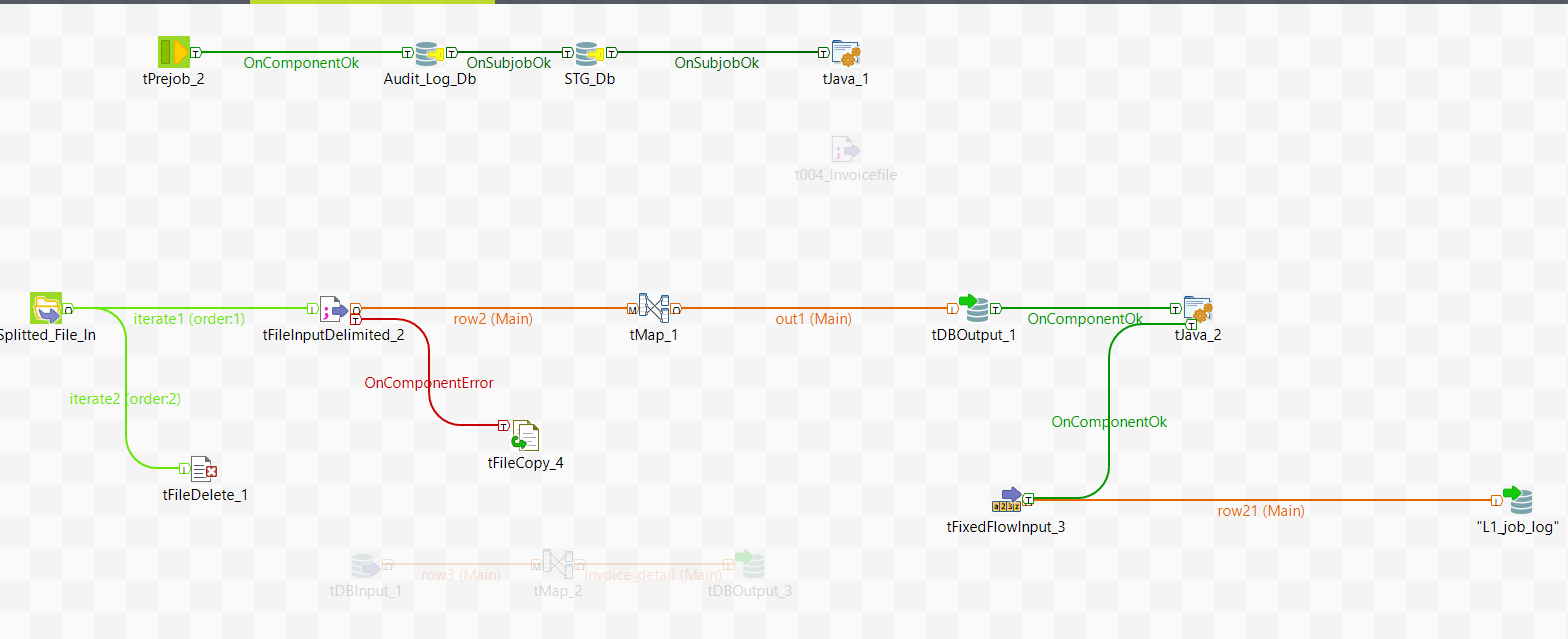 OnComponentOk
OnSubjobOk
OnSubjobOk
tPrejob_2
Audit_Log_Db
STG_Db
tJava_1
t004_Invoicefile
iterate1 (order:1)
row2 (Main)
out1 (Main)
OnComponentOk
Splitted_File_In
tFileInputDelimited_2
tMap_1
tDBOutput_1
tJava_2
OnComponentError
iterate2 (order:2)
OnComponentOk
tFileCopy_4
tFileDelete_1
row21 (Main)
tFixedFlowInput_3
"L1_job_log"
row3 (Main)
Invoice_detail (Main)
tDBInput_1
tMap_2
tDBOutput_3